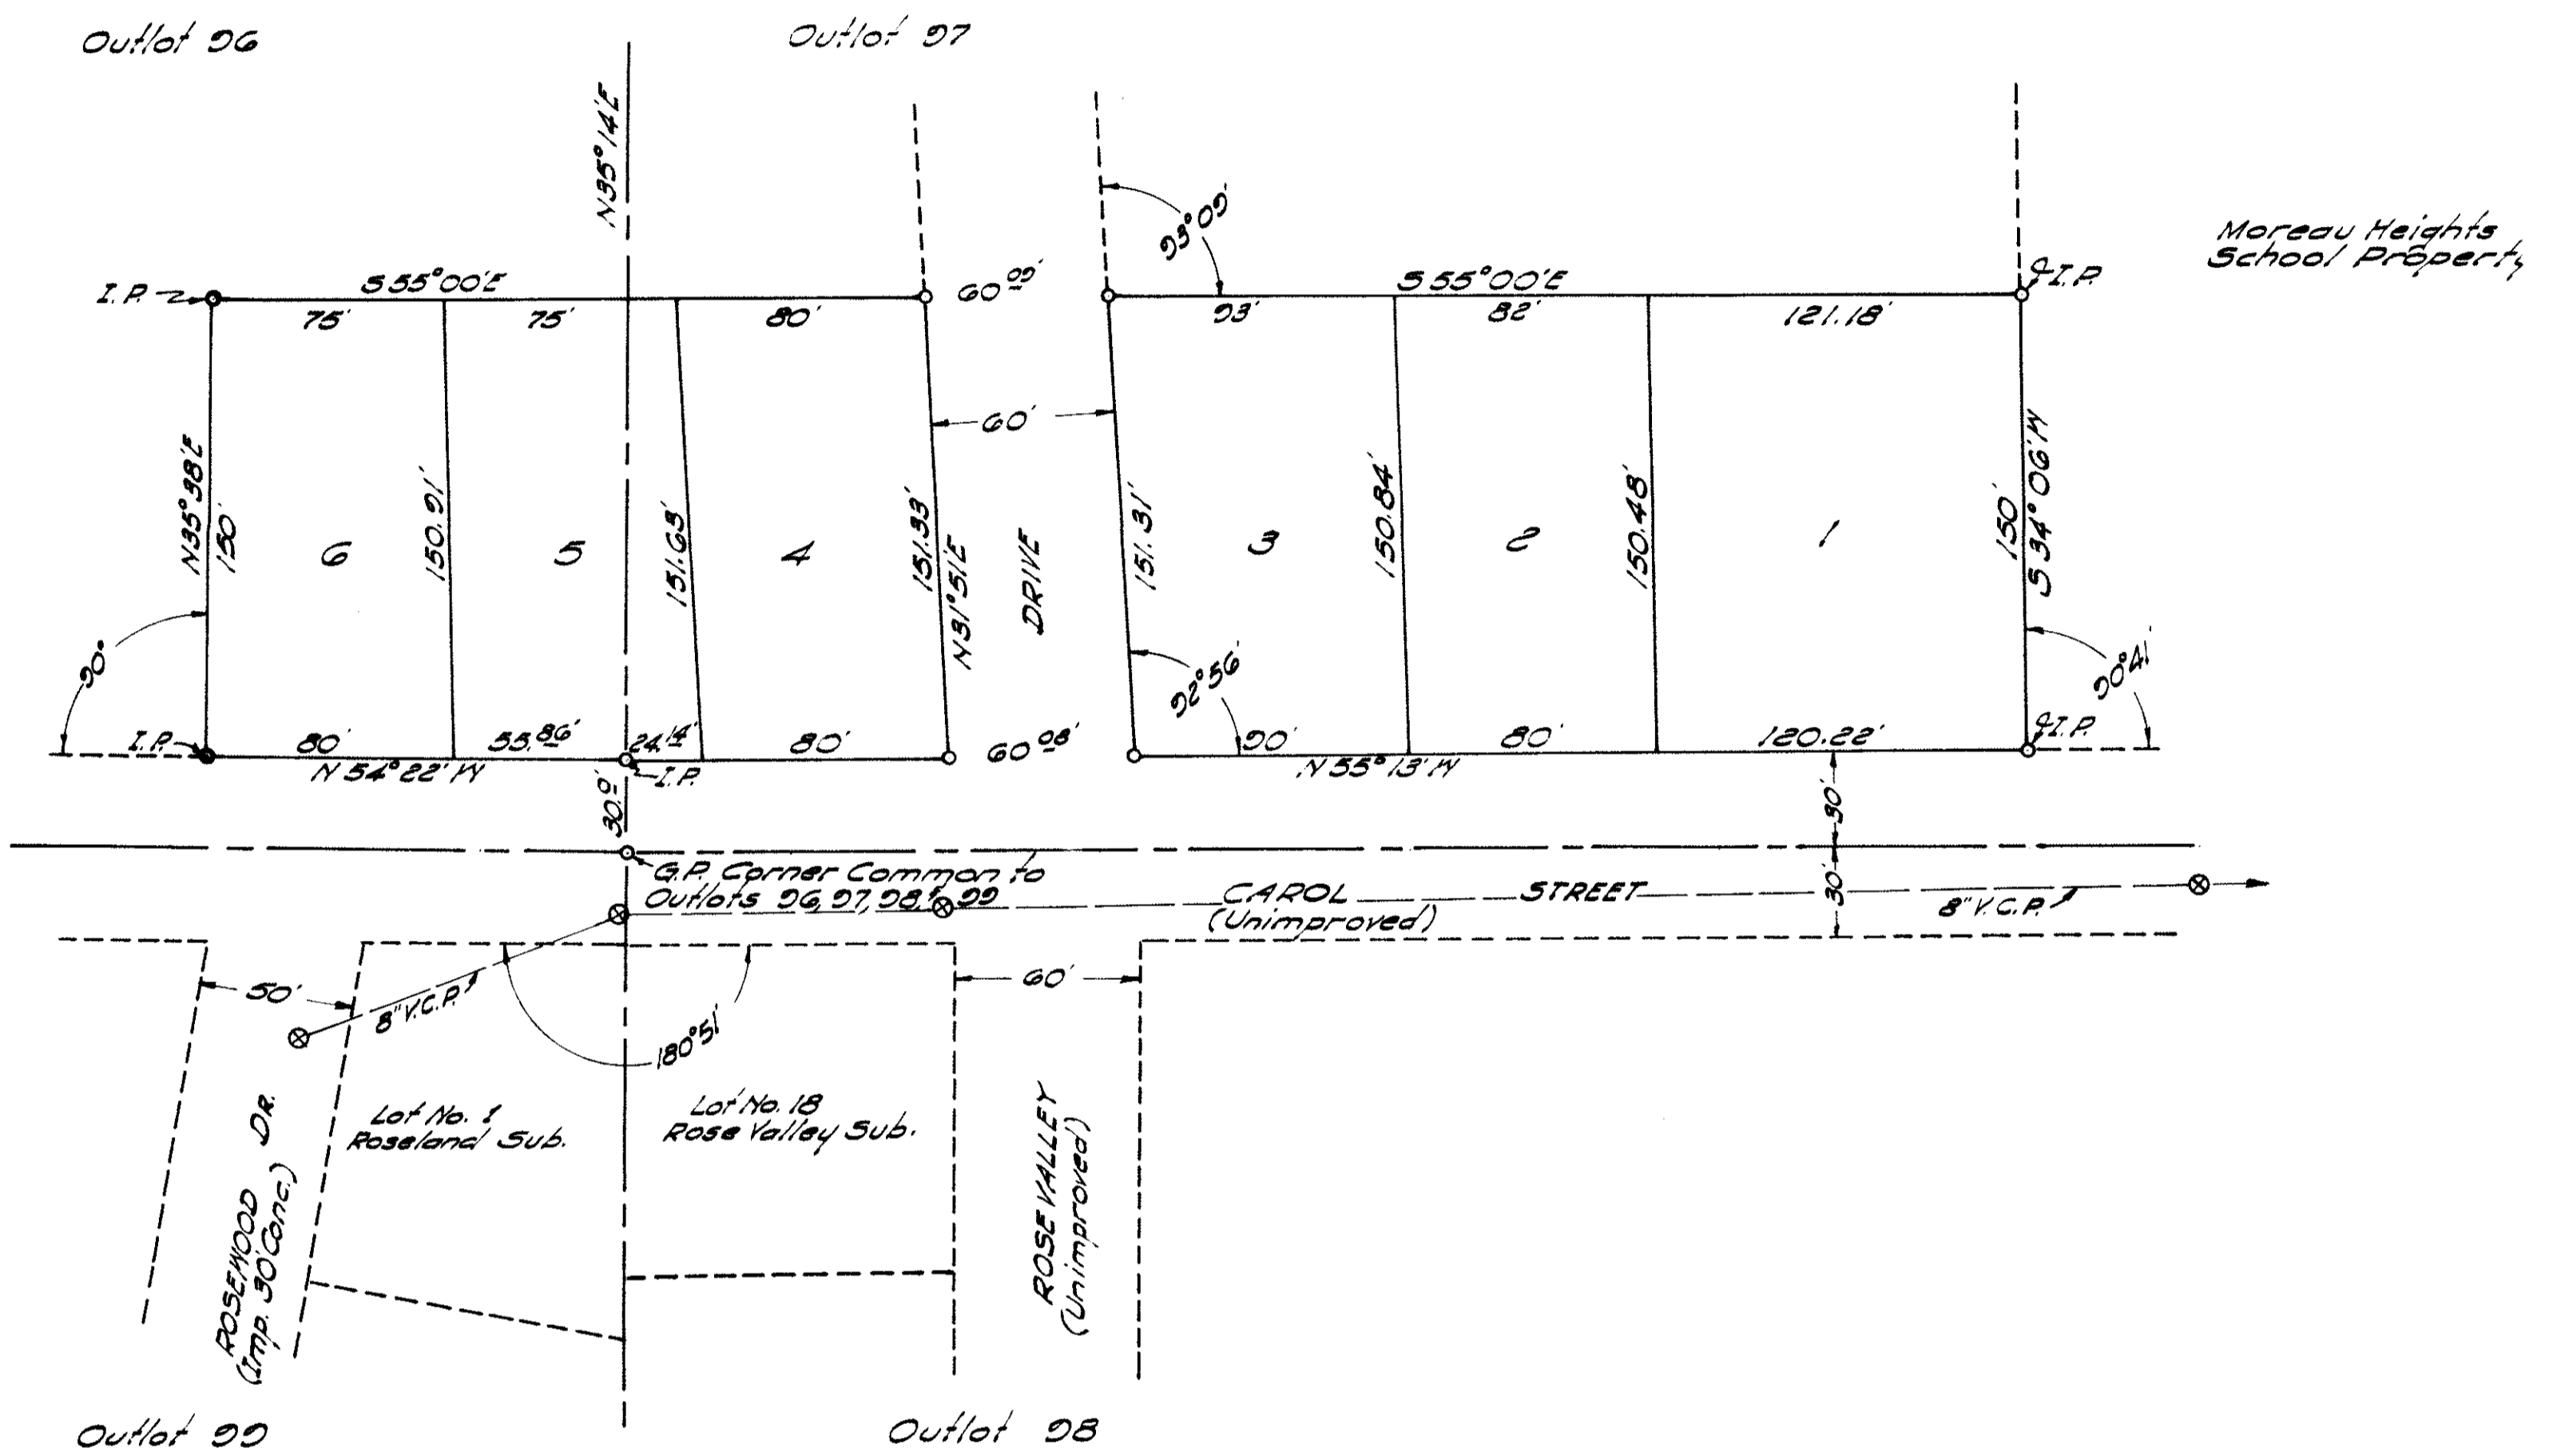 Outlot 96
Outlot 97
N35°14'E
93°09'
Moreau Heights
School Property
I.P.
S55°00'E
60.09'
S55°00'E
I.P.
75'
75'
80'
93'
82'
121.18'
60'
N35°38'E
150'
6
150.91'
5
151.63'
4
151.33'
N31°51'E
DRIVE
151.31'
3
150.84'
2
150.48'
1
150'
S34°06'W
90°
92°56'
90°41'
I.P.
80'
55.86'
24.14'
80'
60.08'
90'
80'
120.22'
I.P.
N54°22'W
I.P.
N55°13'W
30.0'
30'
G.P. Corner Common to
Outlots 96, 97, 98, & 99
CAROL STREET
(Unimproved)
30'
8" V.C.P.
50'
8" V.C.P.
60'
180°51'
Lot No. 1
Roseland Sub.
Lot No. 18
Rose Valley Sub.
ROSEWOOD DR.
(Imp. 30' Conc.)
ROSE VALLEY
(Unimproved)
Outlot 99
Outlot 98